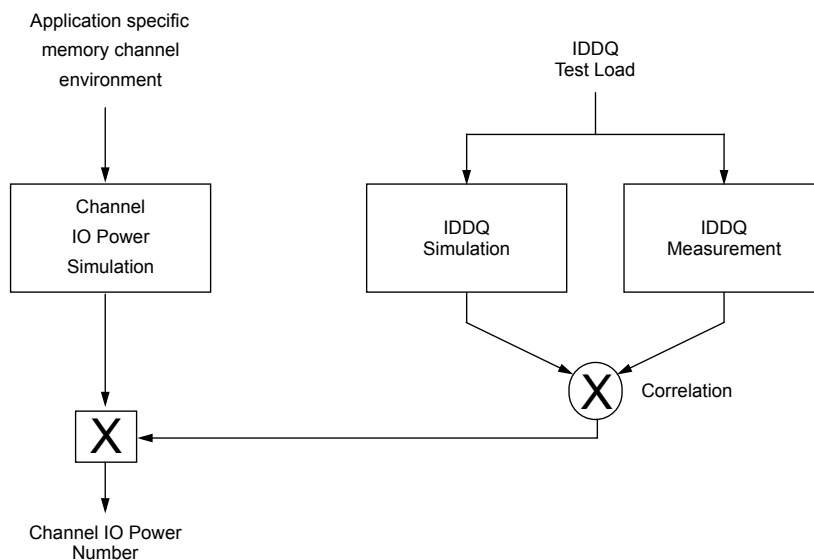 Application specific
memory channel
environment
IDDQ
Test Load
Channel
IO Power
Simulation
IDDQ
Simulation
IDDQ
Measurement
X
Correlation
X
Channel IO Power
Number